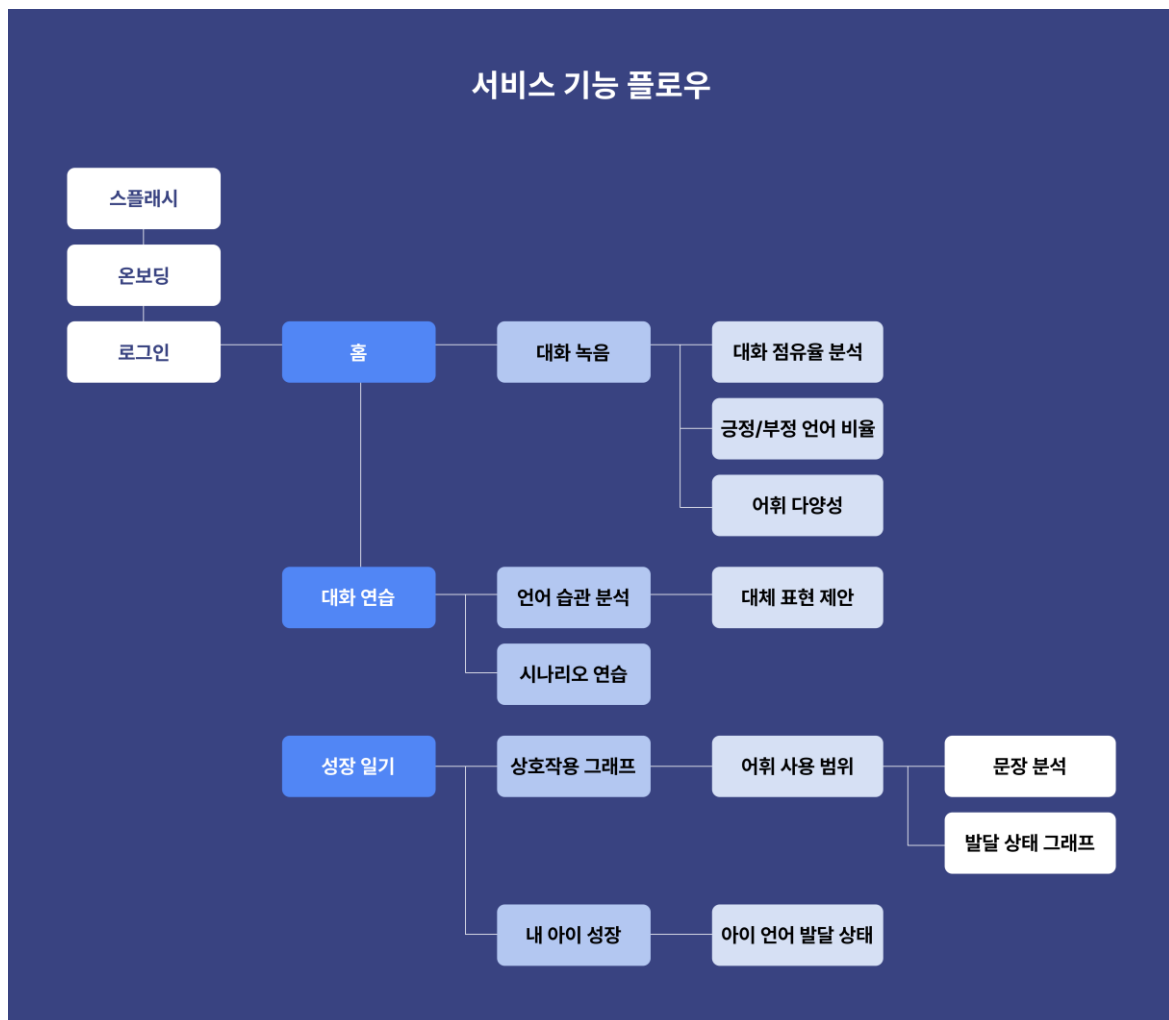 서비스 기능 플로우
스플래시
온보딩
로그인
홈
대화 녹음
대화 점유율 분석
긍정/부정 언어 비율
어휘 다양성
대화 연습
언어 습관 분석
대체 표현 제안
시나리오 연습
성장 일기
상호작용 그래프
어휘 사용 범위
문장 분석
발달 상태 그래프
내 아이 성장
아이 언어 발달 상태